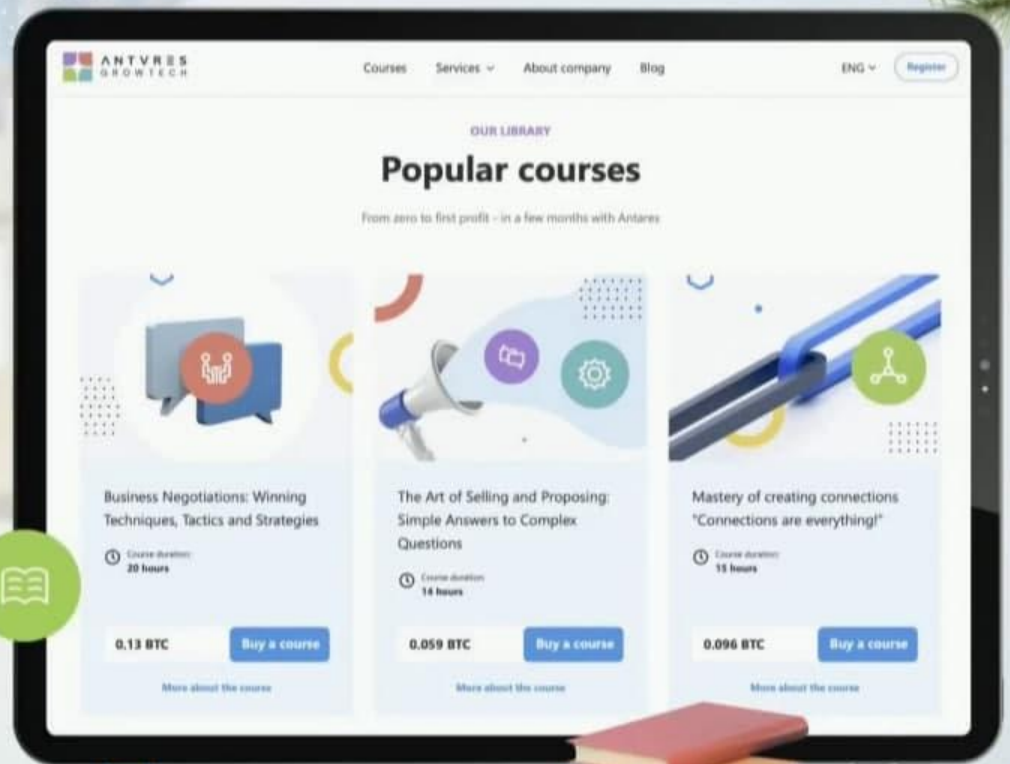 ANTVRES
GROWTECH
Courses Services About company Blog ENG Register
OUR LIBRARY
Popular courses
From zero to first profit - in a few months with Antares
Business Negotiations: Winning
Techniques, Tactics and Strategies
Course duration:
20 hours
0.13 BTC Buy a course
More about the course
The Art of Selling and Proposing:
Simple Answers to Complex
Questions
Course duration:
14 hours
0.059 BTC Buy a course
More about the course
Mastery of creating connections
"Connections are everything!"
Course duration:
15 hours
0.096 BTC Buy a course
More about the course